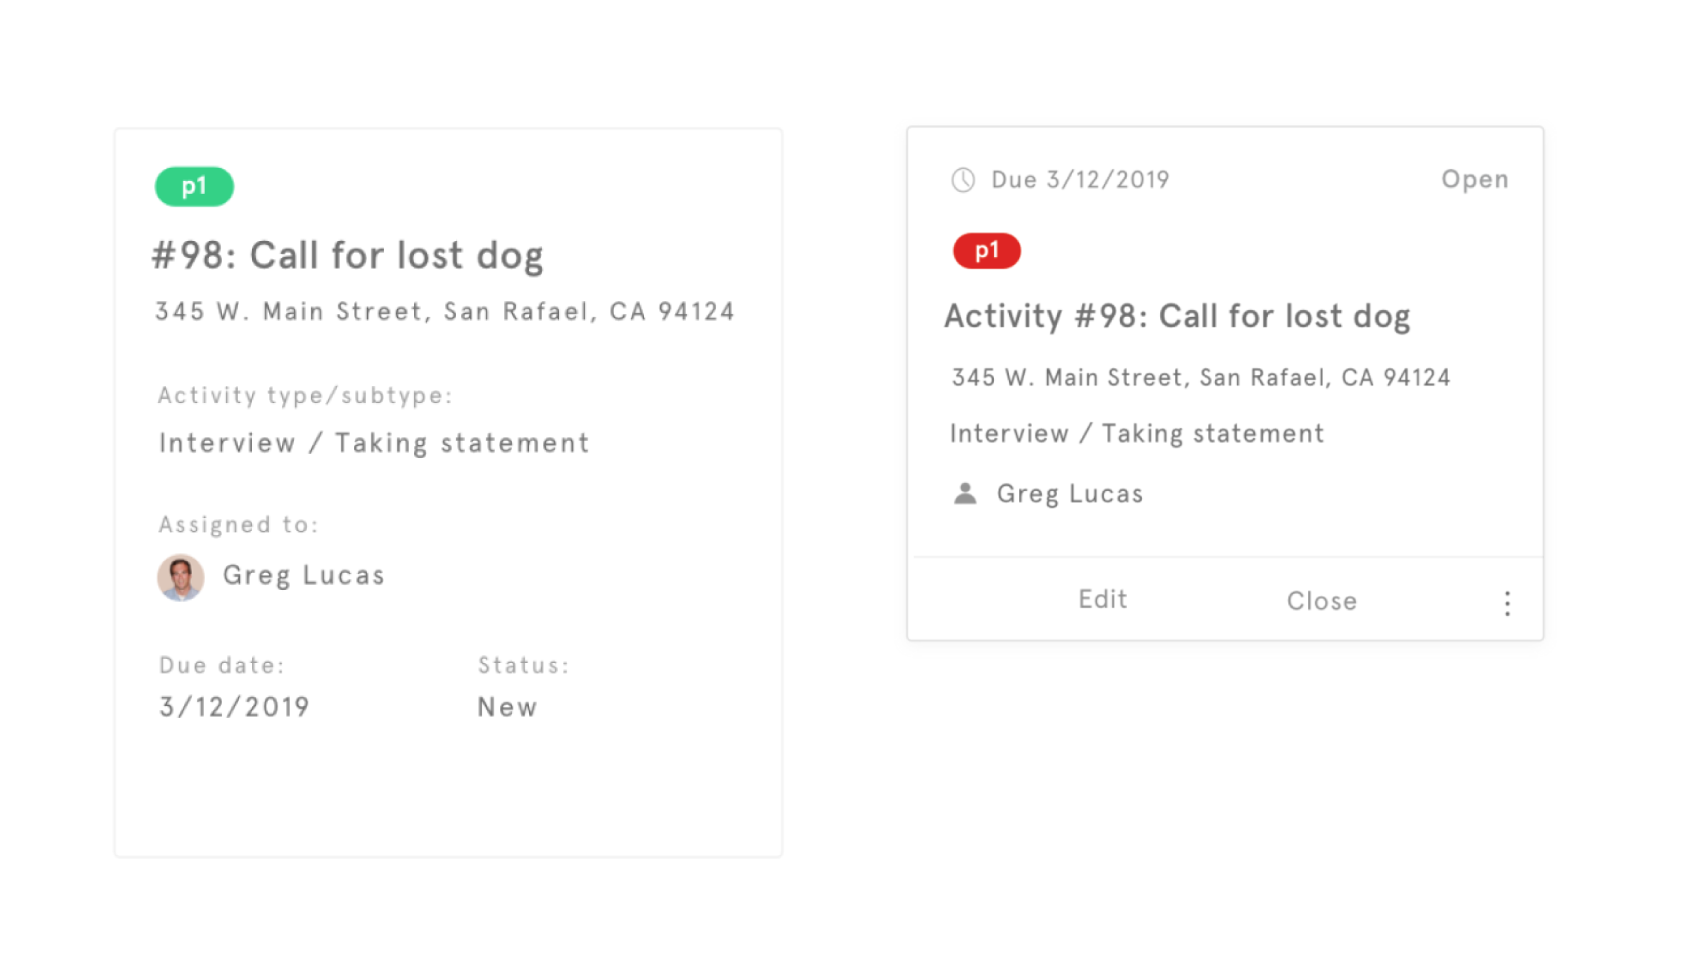 p1
#98: Call for lost dog
345 W. Main Street, San Rafael, CA 94124
Activity type/subtype:
Interview / Taking statement
Assigned to:
Greg Lucas
Due date:
Status:
3/12/2019
New
Due 3/12/2019
Open
p1
Activity #98: Call for lost dog
345 W. Main Street, San Rafael, CA 94124
Interview / Taking statement
Greg Lucas
Edit
Close